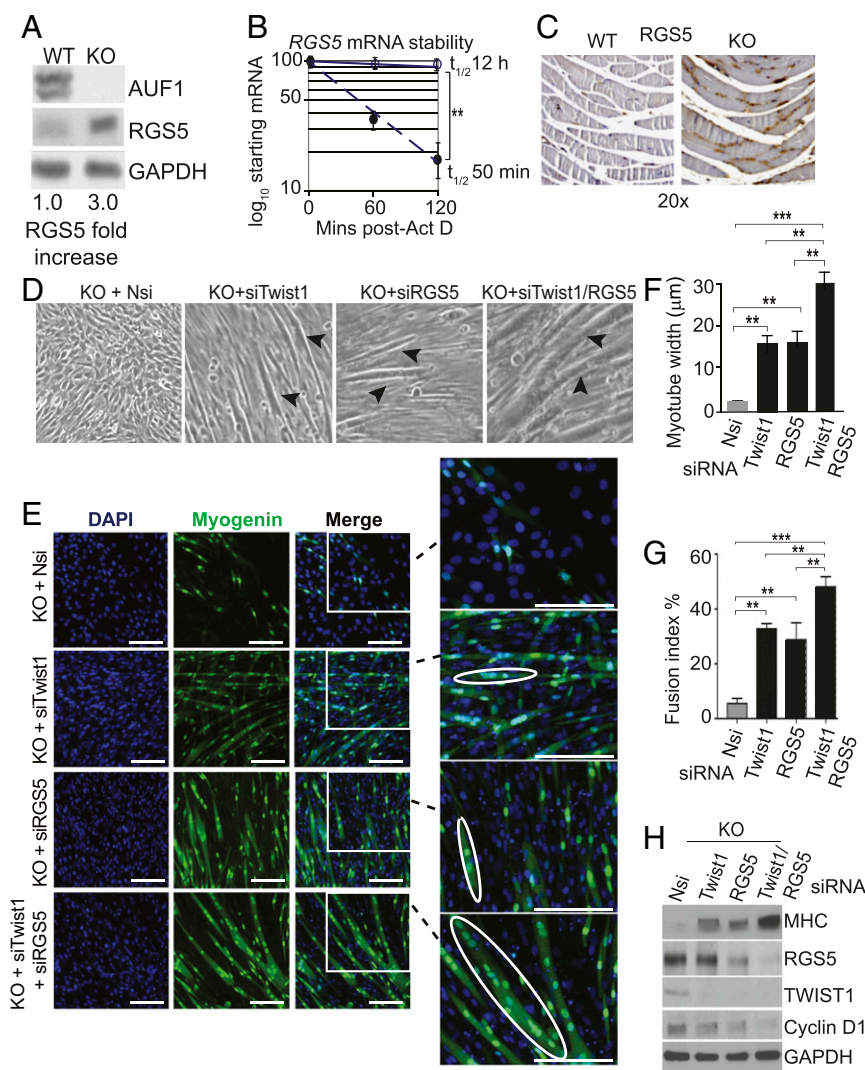 A
WT KO
AUF1
RGS5
GAPDH
1.0 3.0
RGS5 fold
increase
B
RGS5 mRNA stability
log10 starting mRNA
100
50
10
t1/2 12 h
**
t1/2 50 min
0 60 120
Mins post-Act D
C
RGS5
WT KO
20x
D
KO + Nsi KO+siTwist1 KO+siRGS5 KO+siTwist1/RGS5
E
DAPI Myogenin Merge
KO + Nsi
KO + siTwist1
KO + siRGS5
KO + siTwist1
+ siRGS5
F
***
**
**
**
**
Myotube width (μm)
30
20
10
0
siRNA
Nsi
Twist1
RGS5
Twist1
RGS5
G
***
**
**
**
**
Fusion index %
60
40
20
0
siRNA
Nsi
Twist1
RGS5
Twist1
RGS5
H
KO
Nsi
Twist1
RGS5
Twist1/
RGS5
siRNA
MHC
RGS5
TWIST1
Cyclin D1
GAPDH